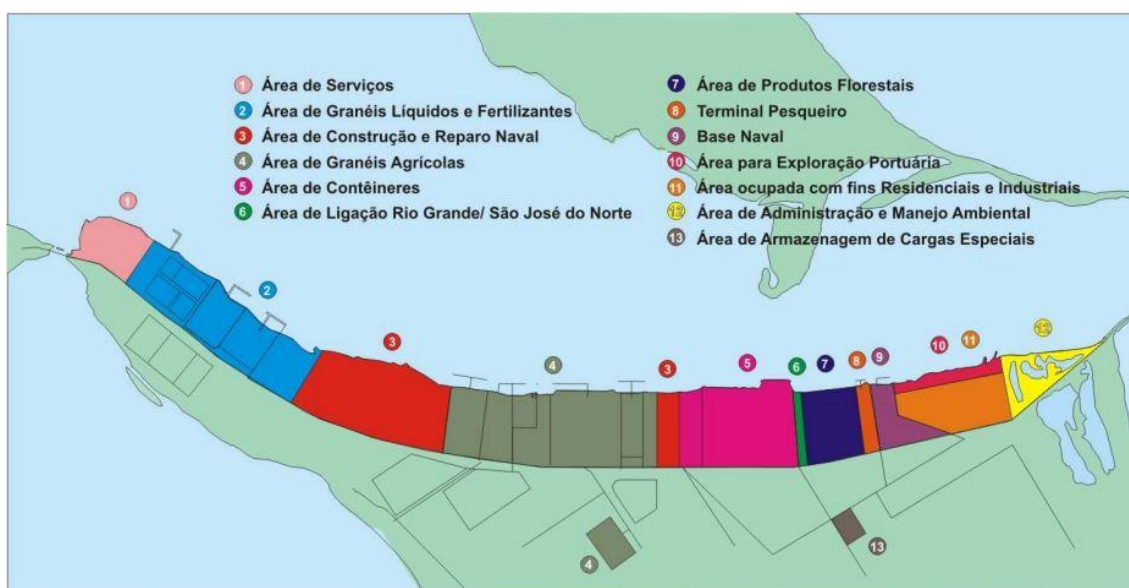 1 Área de Serviços
2 Área de Granéis Líquidos e Fertilizantes
3 Área de Construção e Reparo Naval
4 Área de Granéis Agrícolas
5 Área de Contêineres
6 Área de Ligação Rio Grande/ São José do Norte
7 Área de Produtos Florestais
8 Terminal Pesqueiro
9 Base Naval
10 Área para Exploração Portuária
11 Área ocupada com fins Residenciais e Industriais
12 Área de Administração e Manejo Ambiental
13 Área de Armazenagem de Cargas Especiais
1
2
3
4
3
5
6
7
8
9
10
11
12
4
13